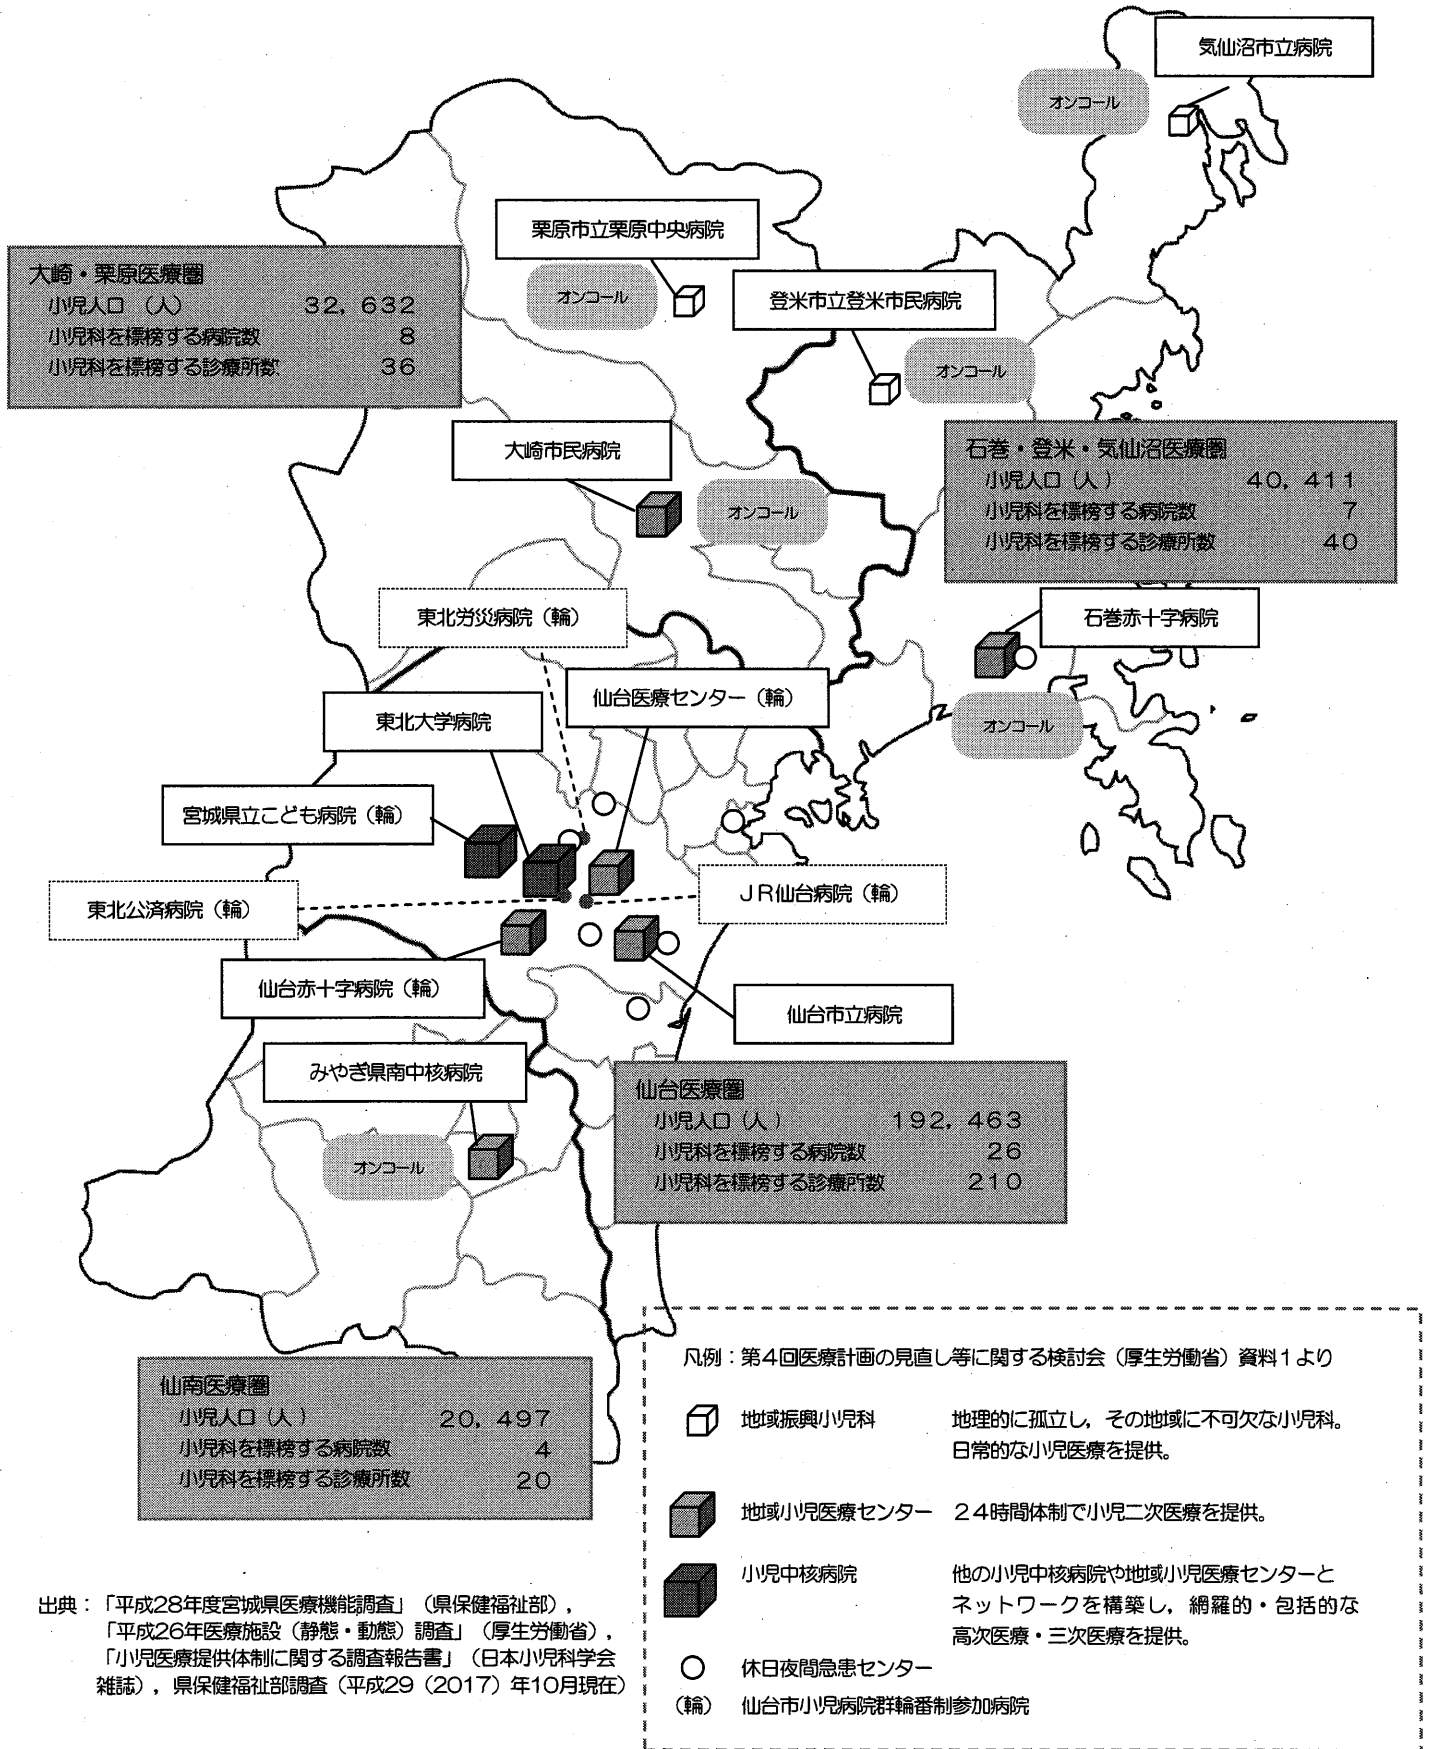 気仙沼市立病院
オンコール
栗原市立栗原中央病院
オンコール
大崎・栗原医療圏
小児人口（人） 32，632
小児科を標榜する病院数 8
小児科を標榜する診療所数 36
登米市立登米市民病院
オンコール
大崎市民病院
オンコール
石巻・登米・気仙沼医療圏
小児人口（人） 40，411
小児科を標榜する病院数 7
小児科を標榜する診療所数 40
東北労災病院（輪）
石巻赤十字病院
オンコール
仙台医療センター（輪）
東北大学病院
宮城県立こども病院（輪）
東北公済病院（輪）
ＪＲ仙台病院（輪）
仙台赤十字病院（輪）
仙台市立病院
みやぎ県南中核病院
オンコール
仙台医療圏
小児人口（人） 192，463
小児科を標榜する病院数 26
小児科を標榜する診療所数 210
仙南医療圏
小児人口（人） 20，497
小児科を標榜する病院数 4
小児科を標榜する診療所数 20
凡例：第４回医療計画の見直し等に関する検討会（厚生労働省）資料１より
地域振興小児科 地理的に孤立し，その地域に不可欠な小児科。
日常的な小児医療を提供。
地域小児医療センター ２４時間体制で小児二次医療を提供。
小児中核病院 他の小児中核病院や地域小児医療センターと
ネットワークを構築し，網羅的・包括的な
高次医療・三次医療を提供。
休日夜間急患センター
（輪） 仙台市小児病院群輪番制参加病院
出典：「平成28年度宮城県医療機能調査」（県保健福祉部），
「平成26年医療施設（静態・動態）調査」（厚生労働省），
「小児医療提供体制に関する調査報告書」（日本小児科学会
雑誌），県保健福祉部調査（平成29（2017）年10月現在）